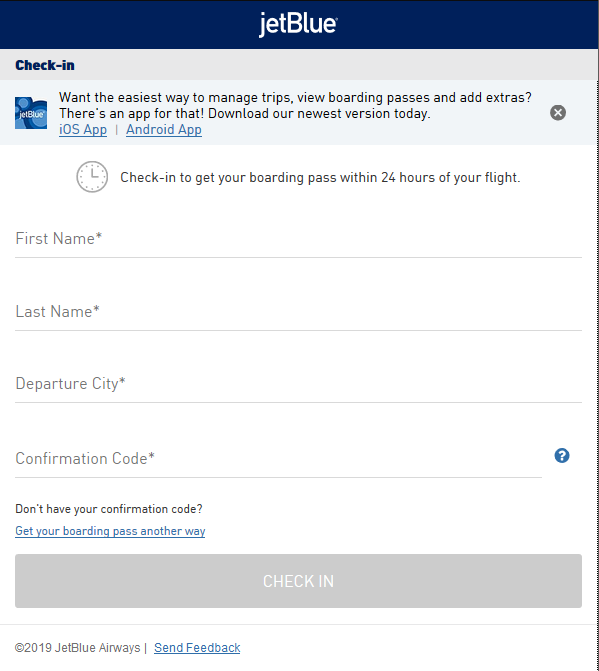 jetBlue
Check-in
Want the easiest way to manage trips, view boarding passes and add extras?
jetBlue
There's an app for that! Download our newest version today.
iOS App | Android App
Check-in to get your boarding pass within 24 hours of your flight.
First Name*
Last Name*
Departure City*
Confirmation Code*
?
Don't have your confirmation code?
Get your boarding pass another way
CHECK IN
©2019 JetBlue Airways | Send Feedback